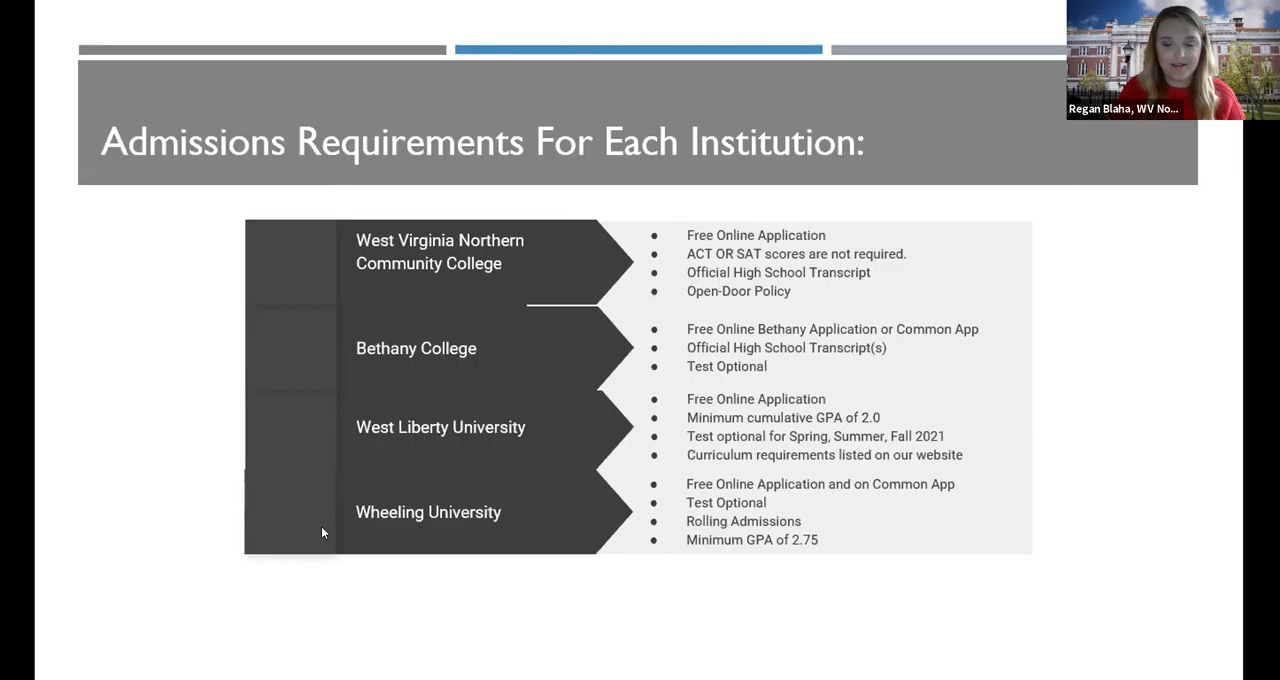 Regan Blaha, WV No...
Admissions Requirements For Each Institution:
West Virginia Northern
Community College
● Free Online Application
● ACT OR SAT scores are not required.
● Official High School Transcript
● Open-Door Policy
Bethany College
● Free Online Bethany Application or Common App
● Official High School Transcript(s)
● Test Optional
West Liberty University
● Free Online Application
● Minimum cumulative GPA of 2.0
● Test optional for Spring, Summer, Fall 2021
● Curriculum requirements listed on our website
Wheeling University
● Free Online Application and on Common App
● Test Optional
● Rolling Admissions
● Minimum GPA of 2.75